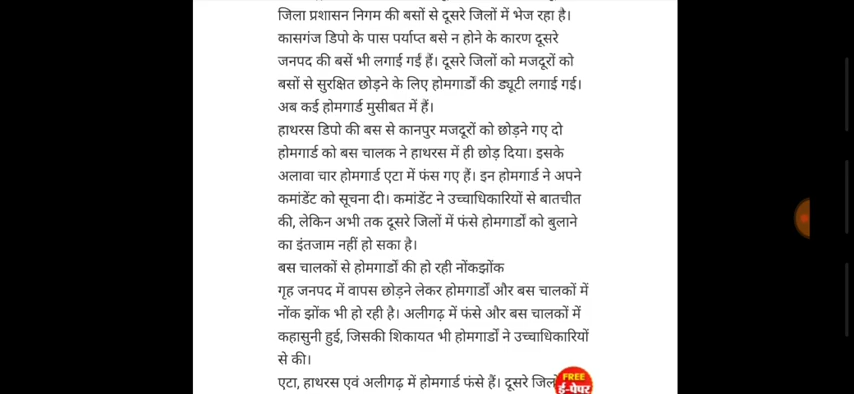 जिला प्रशासन निगम की बसों से दूसरे जिलों में भेज रहा है।
कासगंज डिपो के पास पर्याप्त बसे न होने के कारण दूसरे
जनपद की बसें भी लगाई गईं हैं। दूसरे जिलों को मजदूरों को
बसों से सुरक्षित छोड़ने के लिए होमगार्डों की ड्यूटी लगाई गई।
अब कई होमगार्ड मुसीबत में हैं।
हाथरस डिपो की बस से कानपुर मजदूरों को छोड़ने गए दो
होमगार्ड को बस चालक ने हाथरस में ही छोड़ दिया। इसके
अलावा चार होमगार्ड एटा में फंस गए हैं। इन होमगार्ड ने अपने
कमांडेंट को सूचना दी। कमांडेंट ने उच्चाधिकारियों से बातचीत
की, लेकिन अभी तक दूसरे जिलों में फंसे होमगार्डों को बुलाने
का इंतजाम नहीं हो सका है।
बस चालकों से होमगार्डों की हो रही नोंकझोंक
गृह जनपद में वापस छोड़ने लेकर होमगार्डों और बस चालकों में
नोंक झोंक भी हो रही है। अलीगढ़ में फंसे और बस चालकों में
कहासुनी हुई, जिसकी शिकायत भी होमगार्डों ने उच्चाधिकारियों
से की।
एटा, हाथरस एवं अलीगढ़ में होमगार्ड फंसे हैं। दूसरे
FREE
ई-पेपर